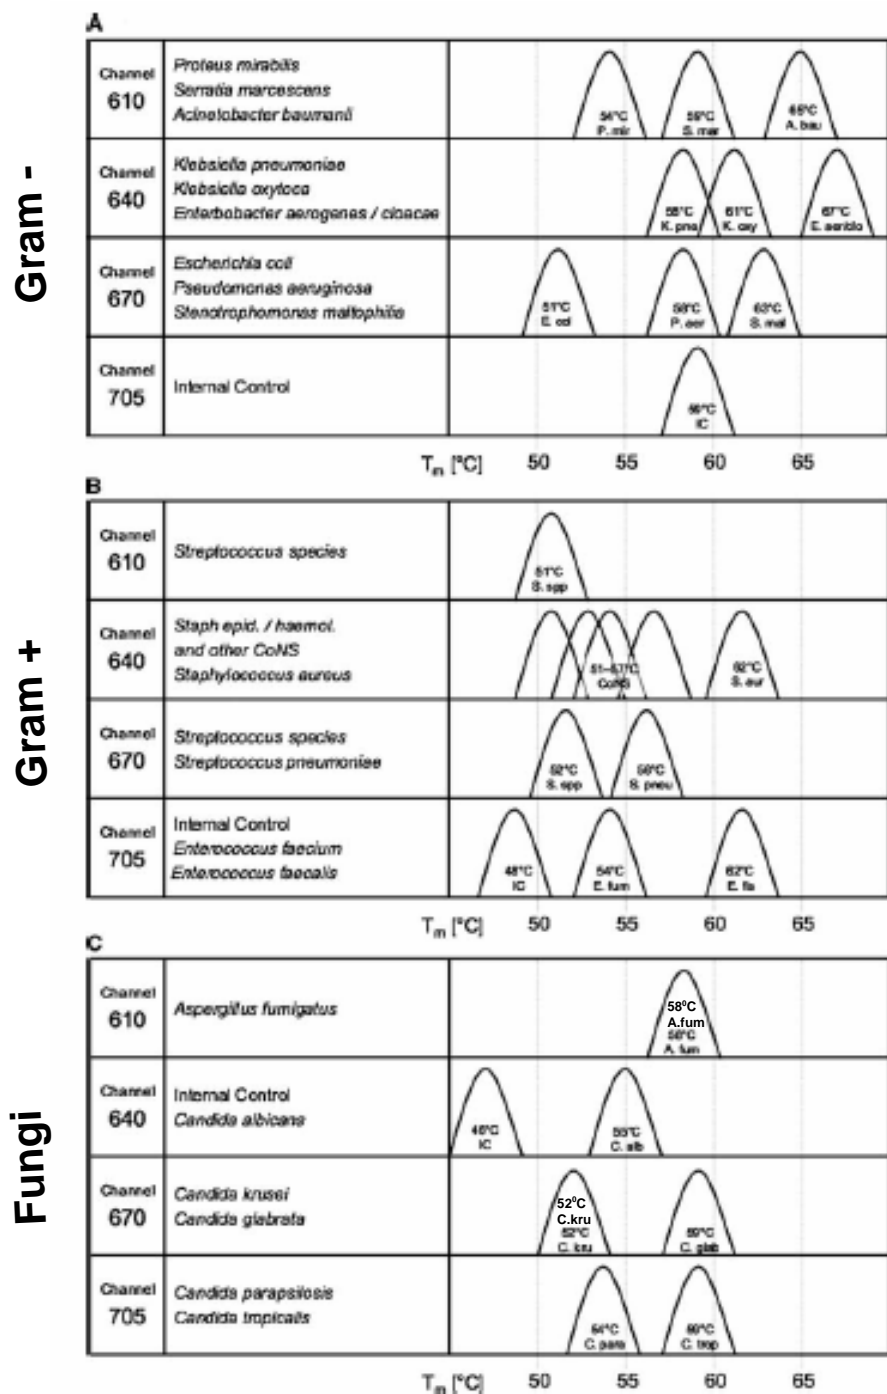 A
Gram -
Channel
610
Proteus mirabilis
Serratia marcescens
Acinetobacter baumanii
54°C
P. mir
59°C
S. mar
65°C
A. bau
Channel
640
Klebsiella pneumoniae
Klebsiella oxytoca
Enterbobacter aerogenes / cloacae
58°C
K. pne
61°C
K. oxy
67°C
E. aer/clo
Channel
670
Escherichia coli
Pseudomonas aeruginosa
Stenotrophomonas maltophilia
51°C
E. col
58°C
P. aer
63°C
S. mal
Channel
705
Internal Control
59°C
IC
Tm [°C]
50 55 60 65
B
Gram +
Channel
610
Streptococcus species
51°C
S. spp
Channel
640
Staph epid. / haemol.
and other CoNS
Staphylococcus aureus
51–57°C
CoNS
62°C
S. aur
Channel
670
Streptococcus species
Streptococcus pneumoniae
52°C
S. spp
56°C
S. pneu
Channel
705
Internal Control
Enterococcus faecium
Enterococcus faecalis
48°C
IC
54°C
E. fum
62°C
E. fls
Tm [°C]
50 55 60 65
C
Fungi
Channel
610
Aspergillus fumigatus
58⁰C
A.fum
58°C
A. fum
Channel
640
Internal Control
Candida albicans
IC
55°C
C. alb
Channel
670
Candida krusei
Candida glabrata
52⁰C
C.kru
52°C
C. kru
59°C
C. glab
Channel
705
Candida parapsilosis
Candida tropicalis
54°C
C. para
59°C
C. trop
Tm [°C]
50 55 60 65